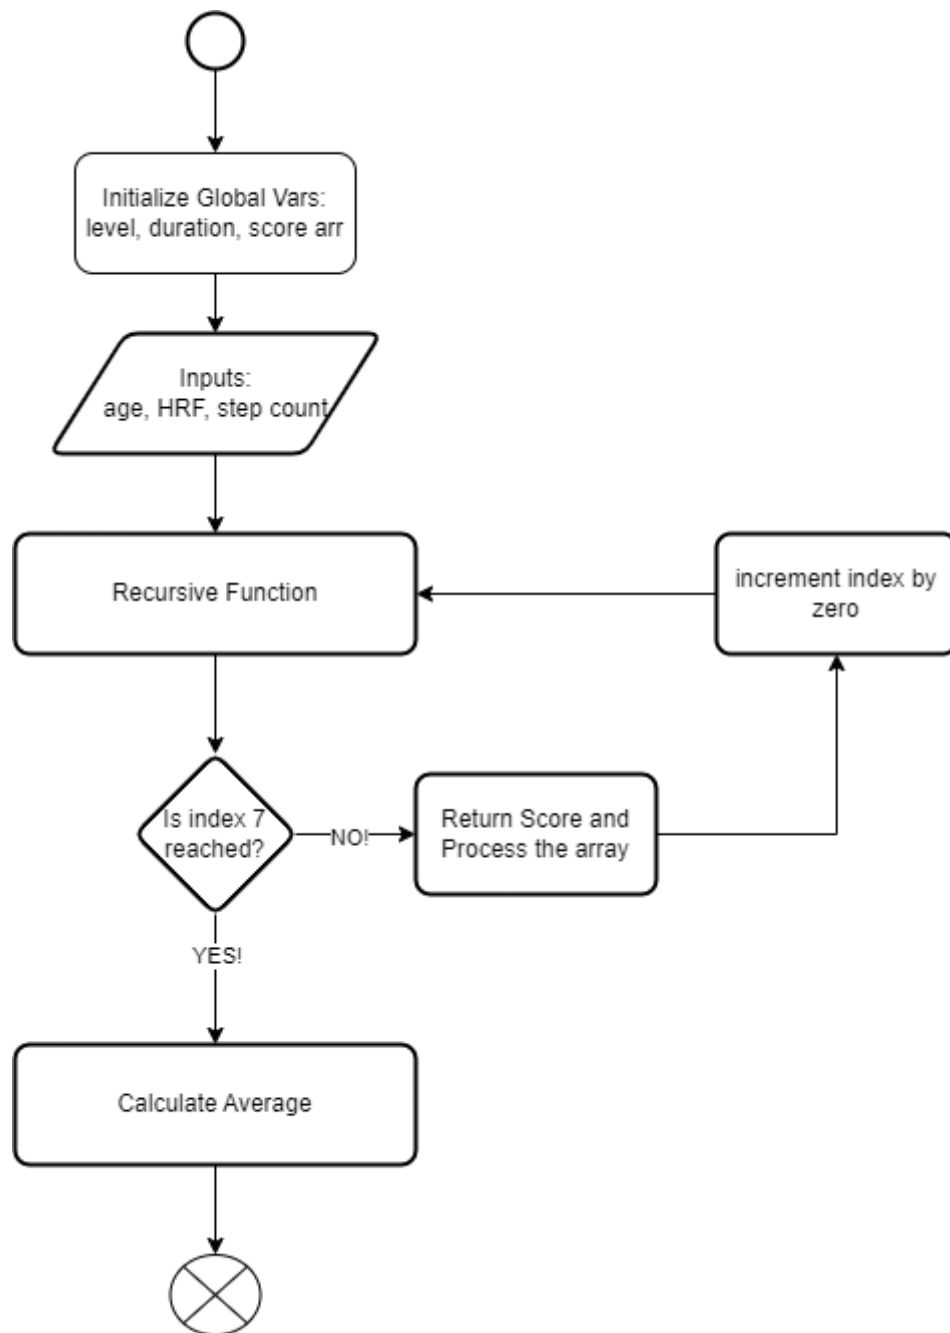 Initialize Global Vars:
level, duration, score arr
Inputs:
age, HRF, step count
Recursive Function
increment index by
zero
Is index 7
reached?
NO!
Return Score and
Process the array
YES!
Calculate Average